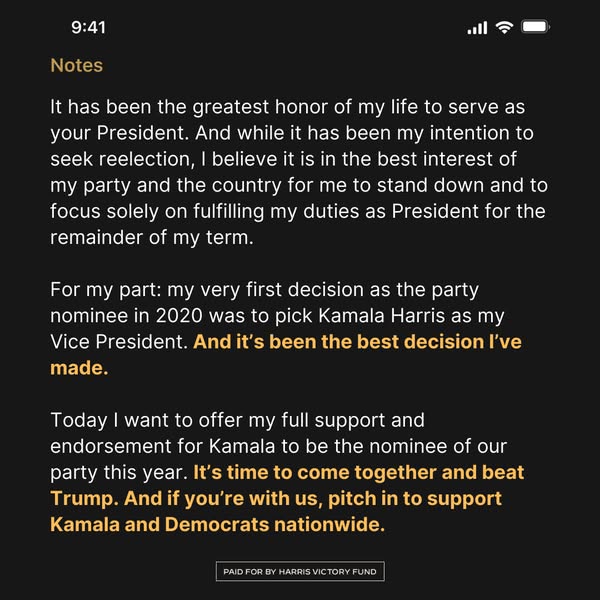 9:41
Notes
It has been the greatest honor of my life to serve as
your President. And while it has been my intention to
seek reelection, I believe it is in the best interest of
my party and the country for me to stand down and to
focus solely on fulfilling my duties as President for the
remainder of my term.
For my part: my very first decision as the party
nominee in 2020 was to pick Kamala Harris as my
Vice President. And it’s been the best decision I’ve
made.
Today I want to offer my full support and
endorsement for Kamala to be the nominee of our
party this year. It’s time to come together and beat
Trump. And if you’re with us, pitch in to support
Kamala and Democrats nationwide.
PAID FOR BY HARRIS VICTORY FUND